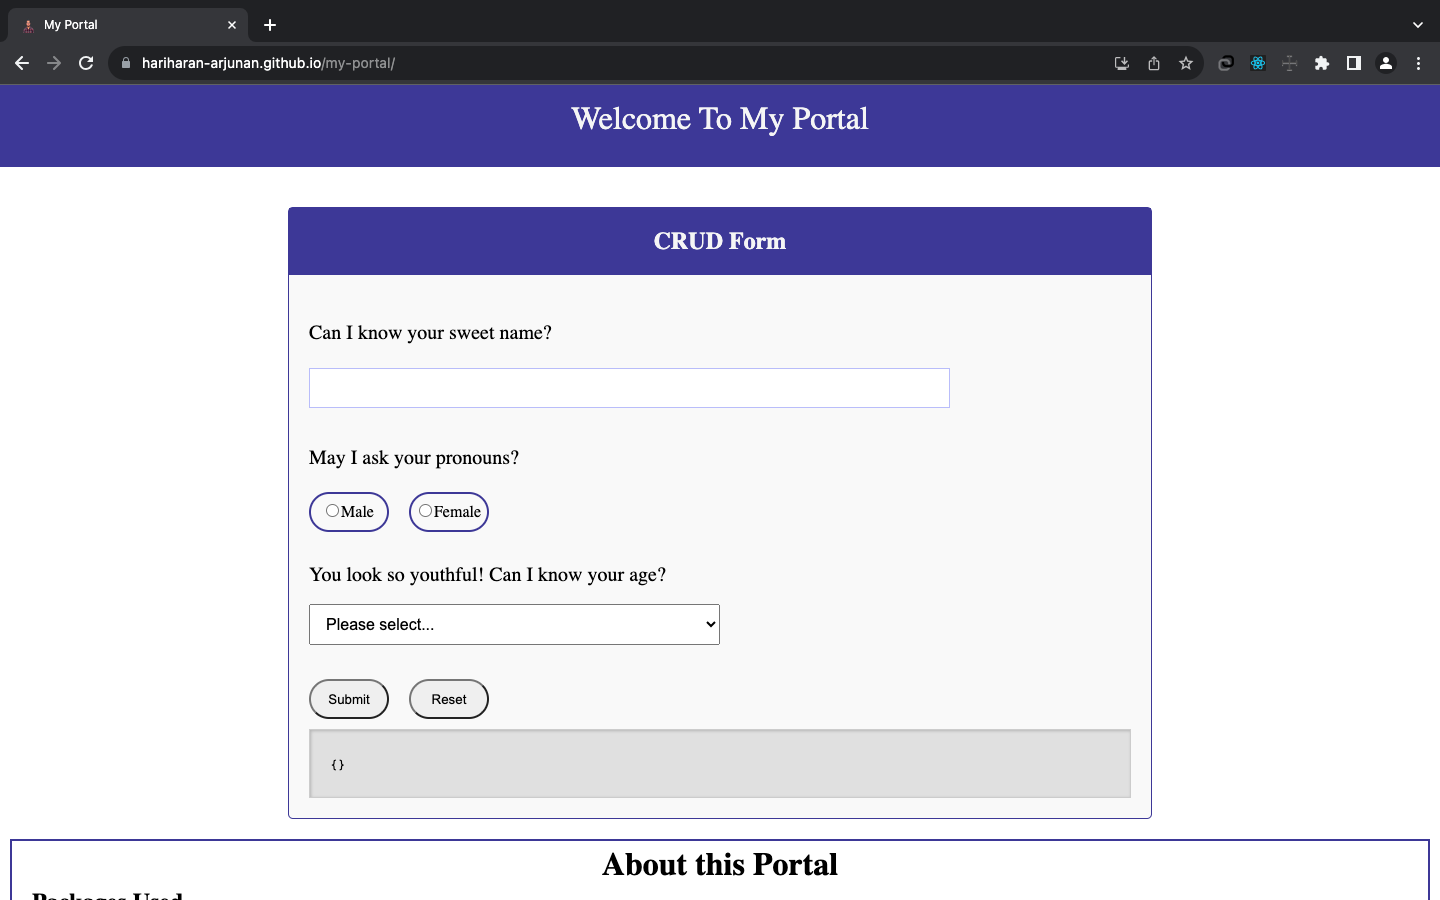 My Portal
hariharan-arjunan.github.io/my-portal/
Welcome To My Portal
CRUD Form
Can I know your sweet name?
May I ask your pronouns?
Male Female
You look so youthful! Can I know your age?
Please select...
Submit Reset
{}
About this Portal
Packages Used